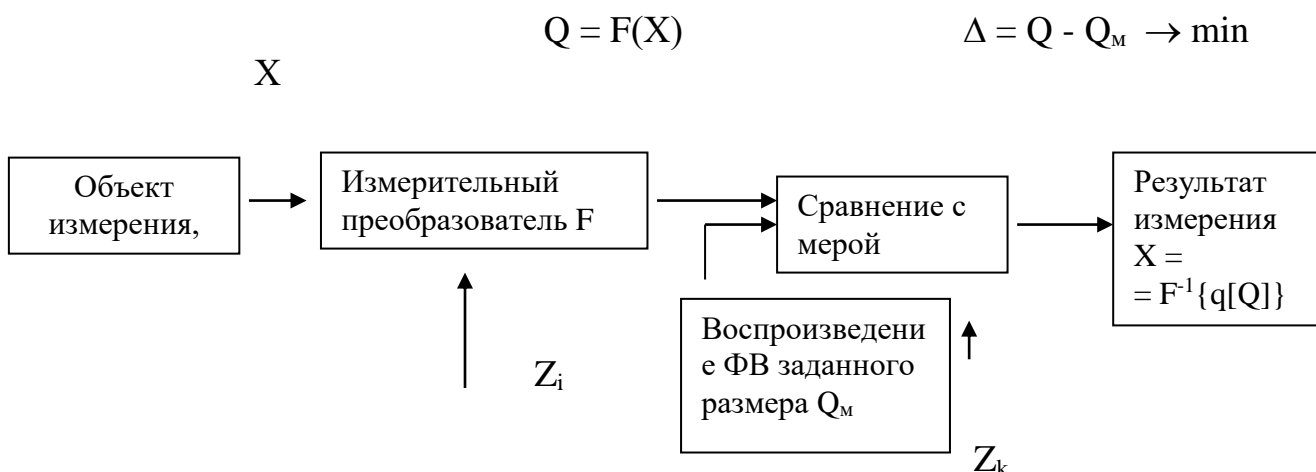 Q = F(X)
Δ = Q - Qм → min
X
Объект
измерения,
Измерительный
преобразователь F
Сравнение с
мерой
Результат
измерения
X =
= F⁻¹{q[Q]}
Воспроизведени
е ФВ заданного
размера Qм
Zi
Zk